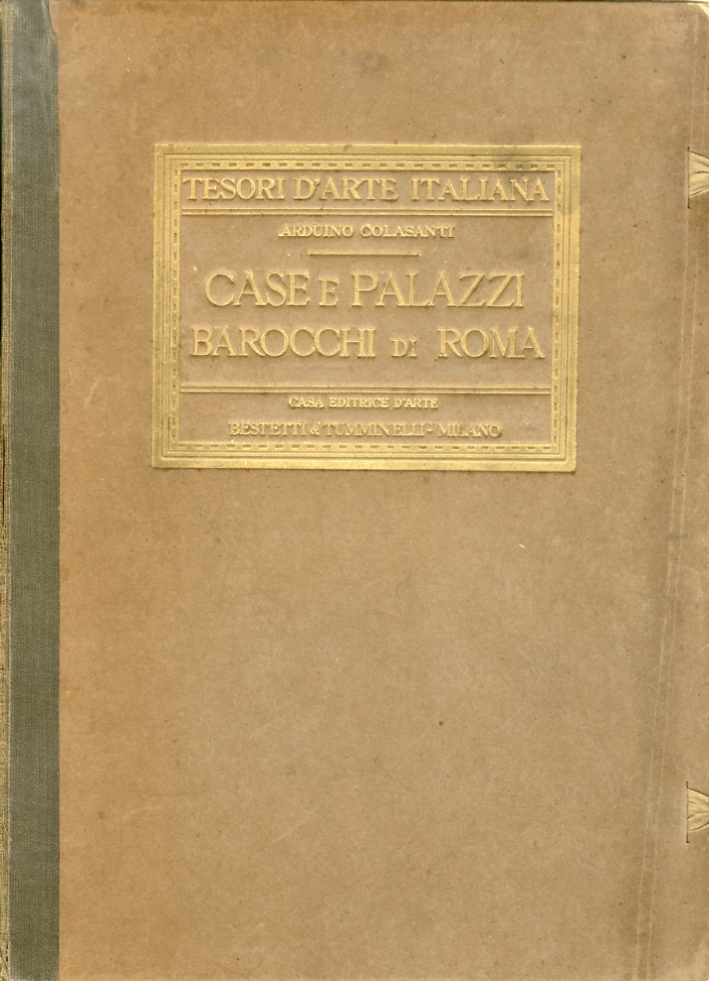 TESORI D'ARTE ITALIANA
ARDUINO COLASANTI
CASE E PALAZZI
BAROCCHI DI ROMA
CASA EDITRICE D'ARTE
BESTETTI & TUMMINELLI - MILANO